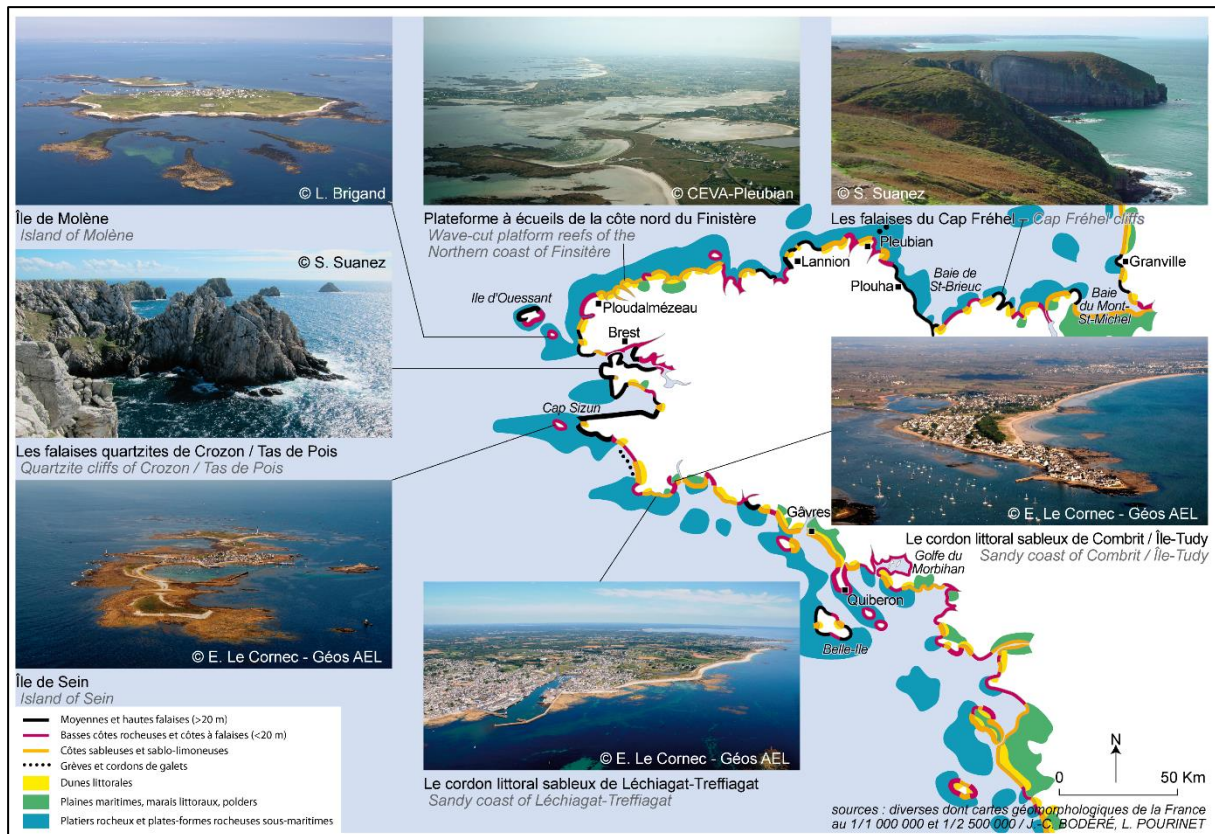 © L. Brigand
Île de Molène
Island of Molène
© CEVA-Pleubian
Plateforme à écueils de la côte nord du Finistère
Wave-cut platform reefs of the
Northern coast of Finsitère
© S. Suanez
Les falaises du Cap Fréhel - Cap Fréhel cliffs
© S. Suanez
Les falaises quartzites de Crozon / Tas de Pois
Quartzite cliffs of Crozon / Tas de Pois
© E. Le Cornec - Géos AEL
Île de Sein
Island of Sein
Ile d'Ouessant
Ploudalmézeau
Brest
Cap Sizun
Lannion
Pleubian
Plouha
Baie de
St-Brieuc
Granville
Baie
du Mont-
St-Michel
© E. Le Cornec - Géos AEL
Le cordon littoral sableux de Combrit / Île-Tudy
Sandy coast of Combrit / Île-Tudy
Gâvres
Golfe du
Morbihan
Quiberon
Belle-Ile
© E. Le Cornec - Géos AEL
Le cordon littoral sableux de Léchiagat-Treffiagat
Sandy coast of Léchiagat-Treffiagat
Moyennes et hautes falaises (>20 m)
Basses côtes rocheuses et côtes à falaises (<20 m)
Côtes sableuses et sablo-limoneuses
Grèves et cordons de galets
Dunes littorales
Plaines maritimes, marais littoraux, polders
Platiers rocheux et plates-formes rocheuses sous-maritimes
N
0 50 Km
sources : diverses dont cartes géomorphologiques de la France
au 1/1 000 000 et 1/2 500 000 / J.-C. BODÉRÉ, L. POURINET